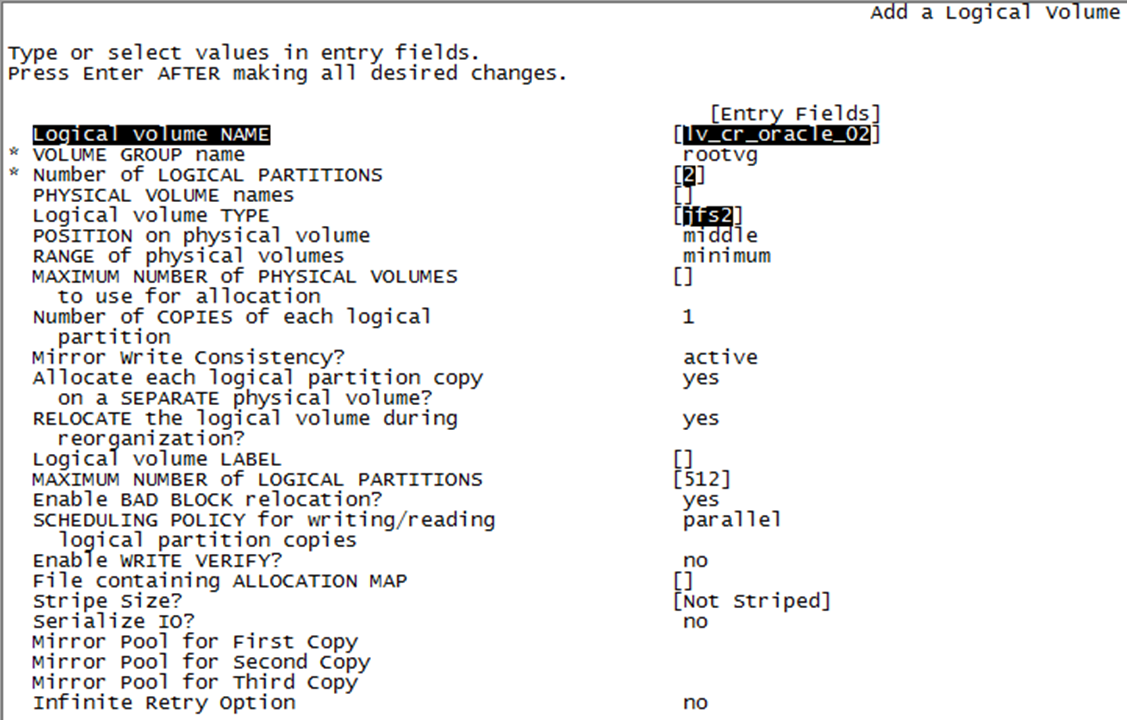 Add a Logical Volume
Type or select values in entry fields.
Press Enter AFTER making all desired changes.
[Entry Fields]
Logical volume NAME [lv_cr_oracle_02]
* VOLUME GROUP name rootvg
* Number of LOGICAL PARTITIONS [2]
PHYSICAL VOLUME names []
Logical volume TYPE [jfs2]
POSITION on physical volume middle
RANGE of physical volumes minimum
MAXIMUM NUMBER of PHYSICAL VOLUMES []
to use for allocation
Number of COPIES of each logical 1
partition
Mirror Write Consistency? active
Allocate each logical partition copy yes
on a SEPARATE physical volume?
RELOCATE the logical volume during yes
reorganization?
Logical volume LABEL []
MAXIMUM NUMBER of LOGICAL PARTITIONS [512]
Enable BAD BLOCK relocation? yes
SCHEDULING POLICY for writing/reading parallel
logical partition copies
Enable WRITE VERIFY? no
File containing ALLOCATION MAP []
Stripe Size? [Not Striped]
Serialize IO? no
Mirror Pool for First Copy
Mirror Pool for Second Copy
Mirror Pool for Third Copy
Infinite Retry Option no